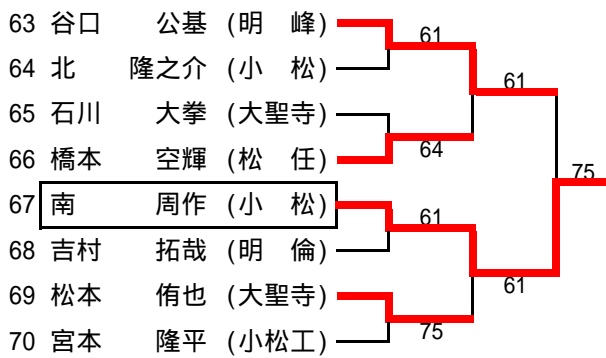 63 谷口 公基 (明 峰)
64 北 隆之介 (小 松)
65 石川 大拳 (大聖寺)
66 橋本 空輝 (松 任)
67 南 周作 (小 松)
68 吉村 拓哉 (明 倫)
69 松本 侑也 (大聖寺)
70 宮本 隆平 (小松工)
61
64
61
75
61
61
75